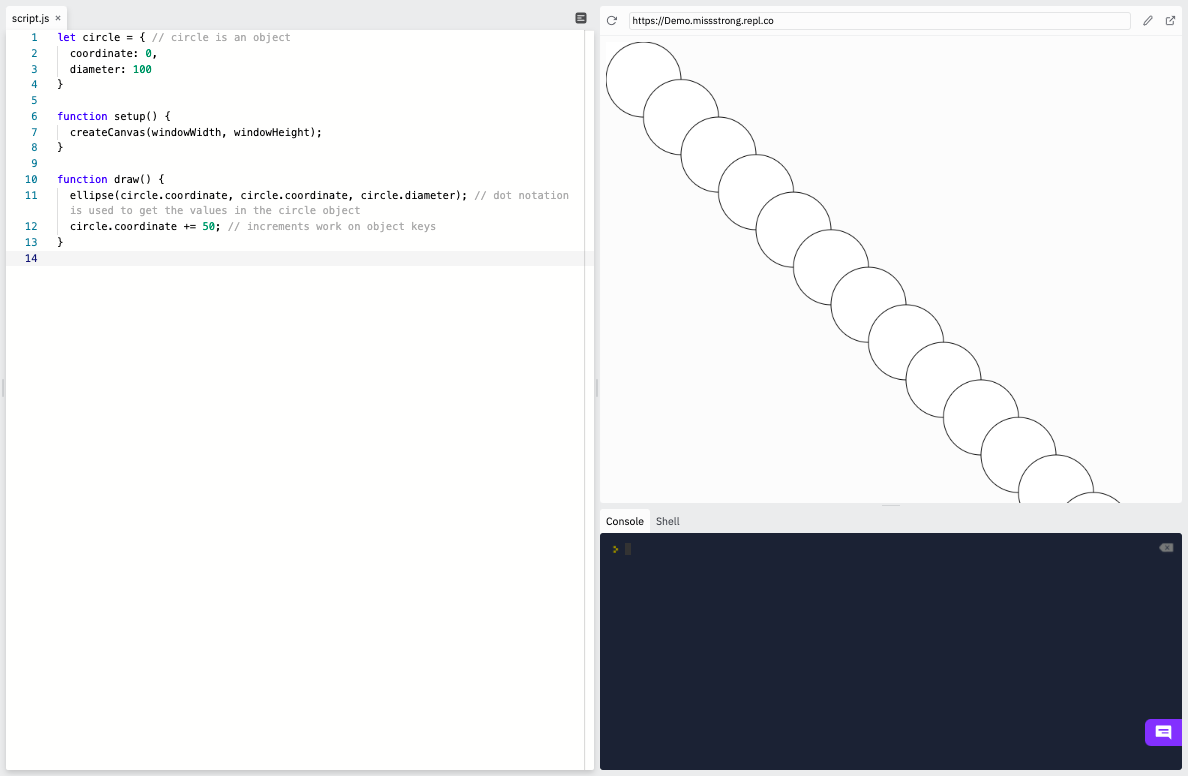 script.js ×
1 let circle = { // circle is an object
2 coordinate: 0,
3 diameter: 100
4 }
5
6 function setup() {
7 createCanvas(windowWidth, windowHeight);
8 }
9
10 function draw() {
11 ellipse(circle.coordinate, circle.coordinate, circle.diameter); // dot notation
is used to get the values in the circle object
12 circle.coordinate += 50; // increments work on object keys
13 }
14
https://Demo.missstrong.repl.co
Console Shell